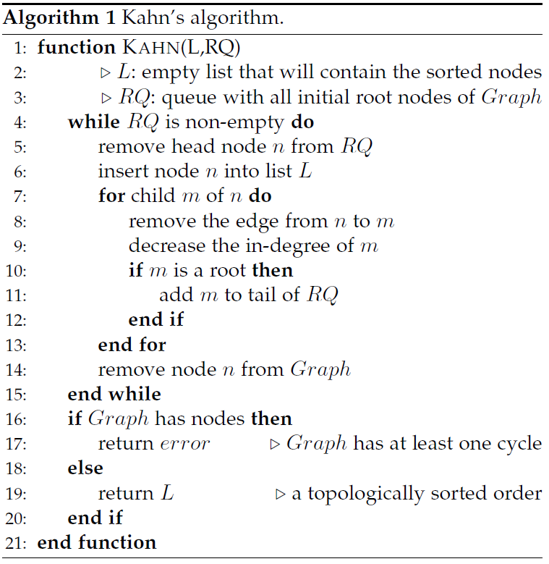 Algorithm 1 Kahn's algorithm.
1: function KAHN(L,RQ)
2: ▷ L: empty list that will contain the sorted nodes
3: ▷ RQ: queue with all initial root nodes of Graph
4: while RQ is non-empty do
5: remove head node n from RQ
6: insert node n into list L
7: for child m of n do
8: remove the edge from n to m
9: decrease the in-degree of m
10: if m is a root then
11: add m to tail of RQ
12: end if
13: end for
14: remove node n from Graph
15: end while
16: if Graph has nodes then
17: return error ▷ Graph has at least one cycle
18: else
19: return L ▷ a topologically sorted order
20: end if
21: end function